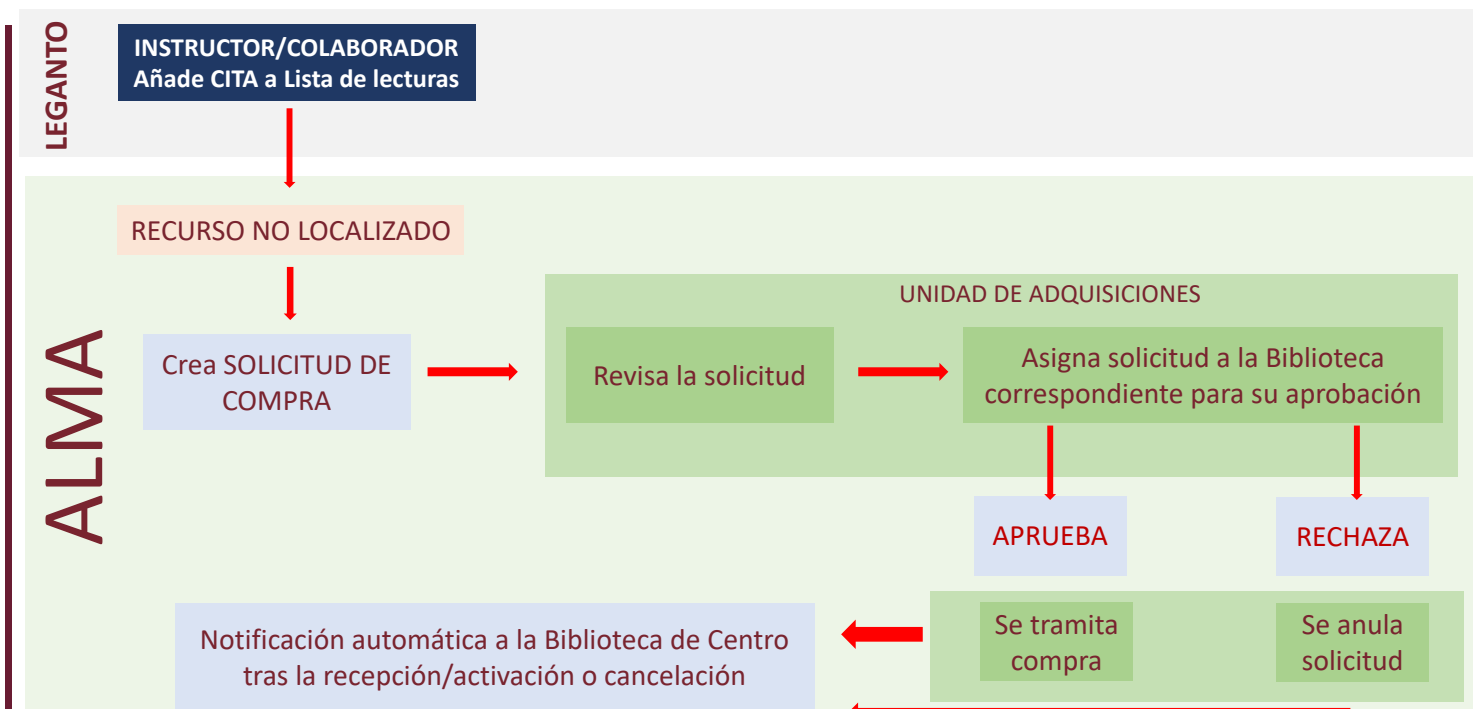 LEGANTO
INSTRUCTOR/COLABORADOR
Añade CITA a Lista de lecturas
ALMA
RECURSO NO LOCALIZADO
Crea SOLICITUD DE
COMPRA
UNIDAD DE ADQUISICIONES
Revisa la solicitud
Asigna solicitud a la Biblioteca
correspondiente para su aprobación
APRUEBA
RECHAZA
Se tramita
compra
Se anula
solicitud
Notificación automática a la Biblioteca de Centro
tras la recepción/activación o cancelación